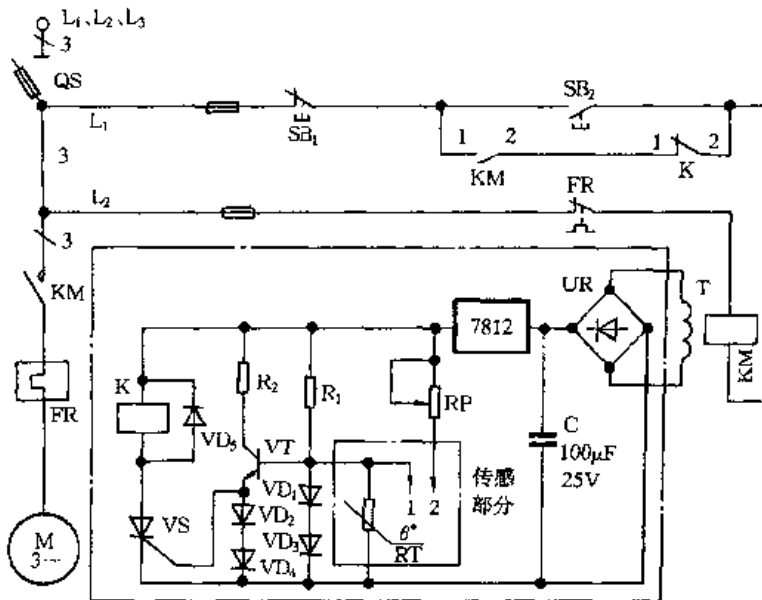 L₁、L₂、L₃
3
QS
L₁
SB₁
SB₂
1 2
KM
1 2
K
3
L₂
FR
3
KM
FR
M
3~
UR
T
7812
KM
K
R₂
R₁
RP
VD₅
VT
C
100μF
25V
传感
部分
VD₁
1 2
VS
VD₂
VD₃
θ°
RT
VD₄